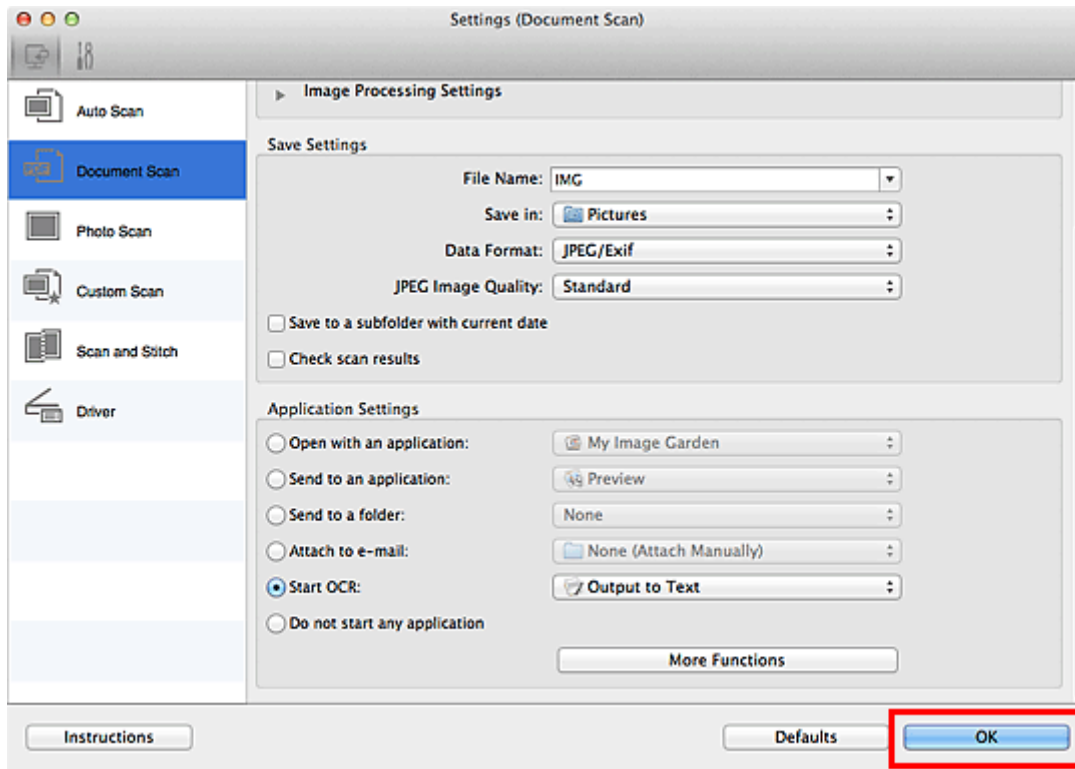 Settings (Document Scan)
Auto Scan
Document Scan
Photo Scan
Custom Scan
Scan and Stitch
Driver
Image Processing Settings
Save Settings
File Name: IMG
Save in: Pictures
Data Format: JPEG/Exif
JPEG Image Quality: Standard
Save to a subfolder with current date
Check scan results
Application Settings
Open with an application: My Image Garden
Send to an application: Preview
Send to a folder: None
Attach to e-mail: None (Attach Manually)
Start OCR: Output to Text
Do not start any application
More Functions
Instructions Defaults OK